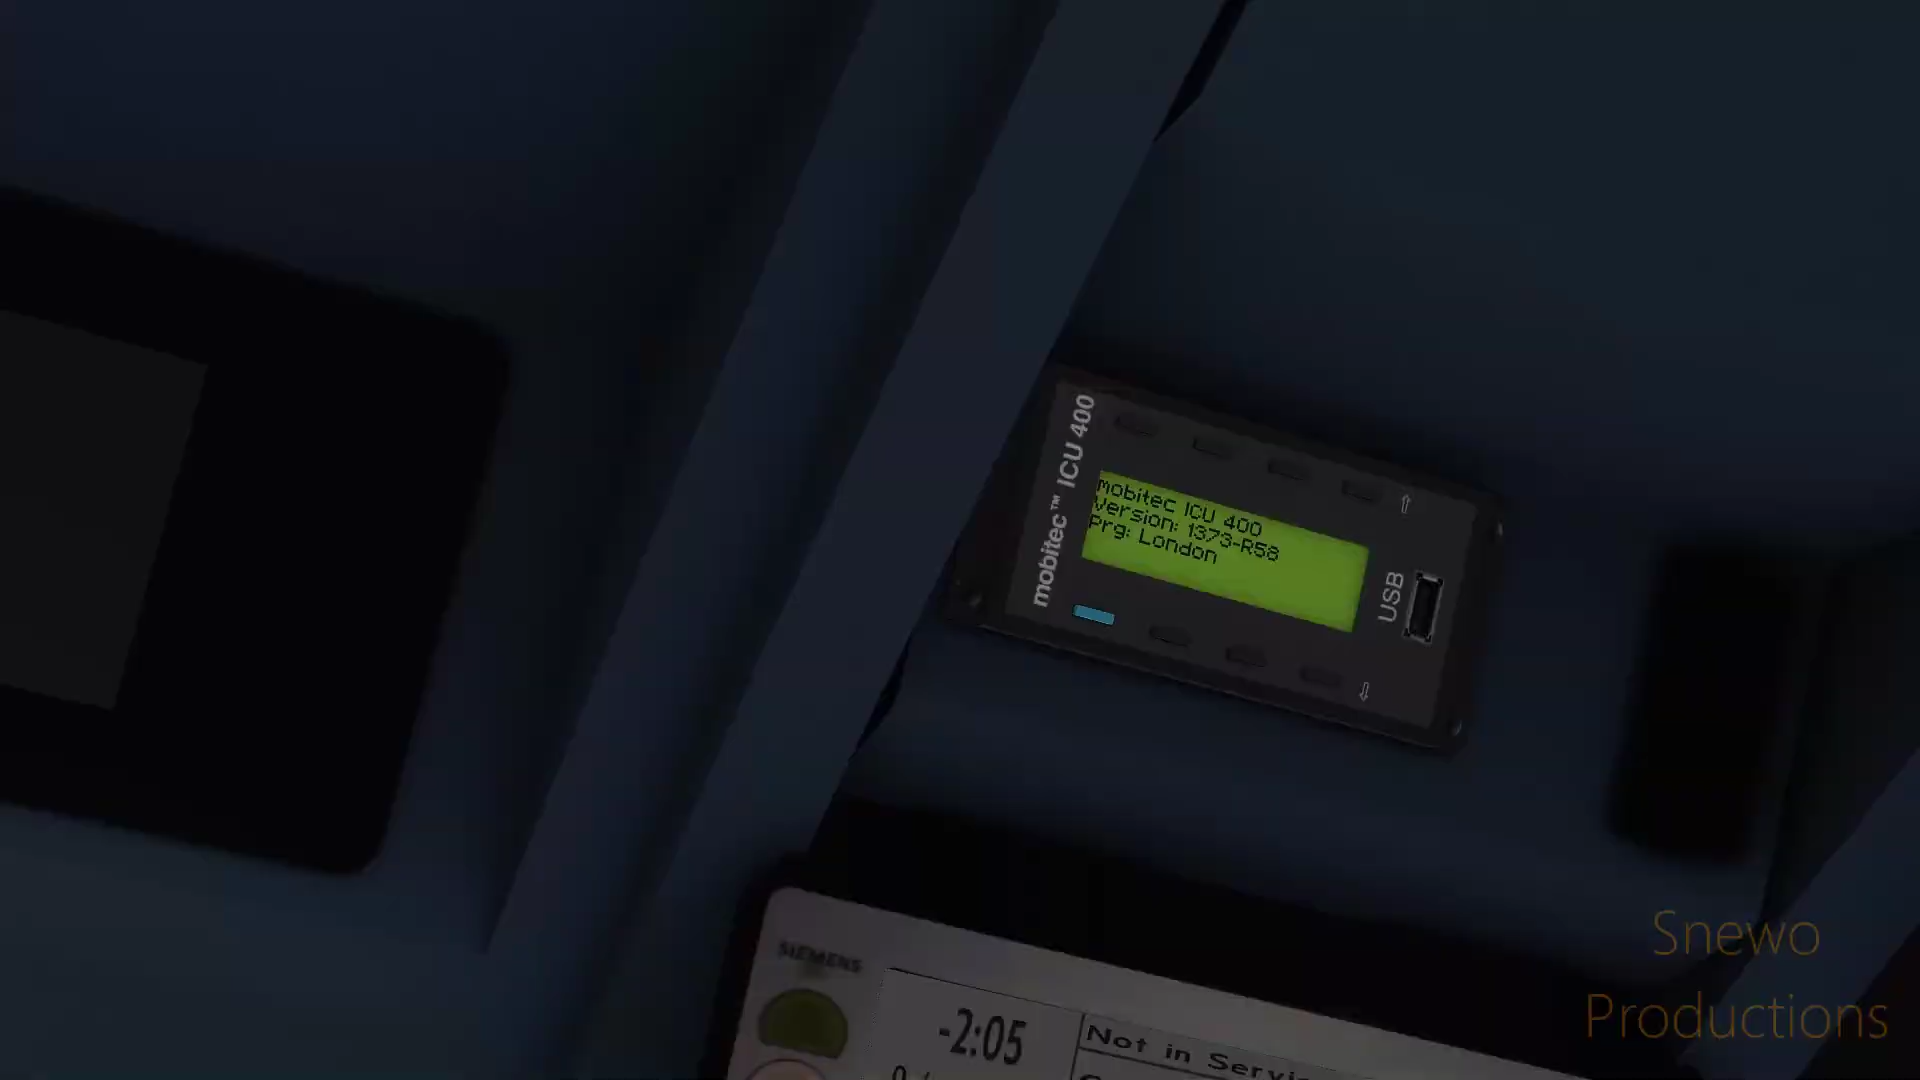 mobitec™ ICU 400
mobitec ICU 400
Version: 1373-R58
Prg: London
USB
SIEMENS
-2:05
Not in
Snewo
Productions